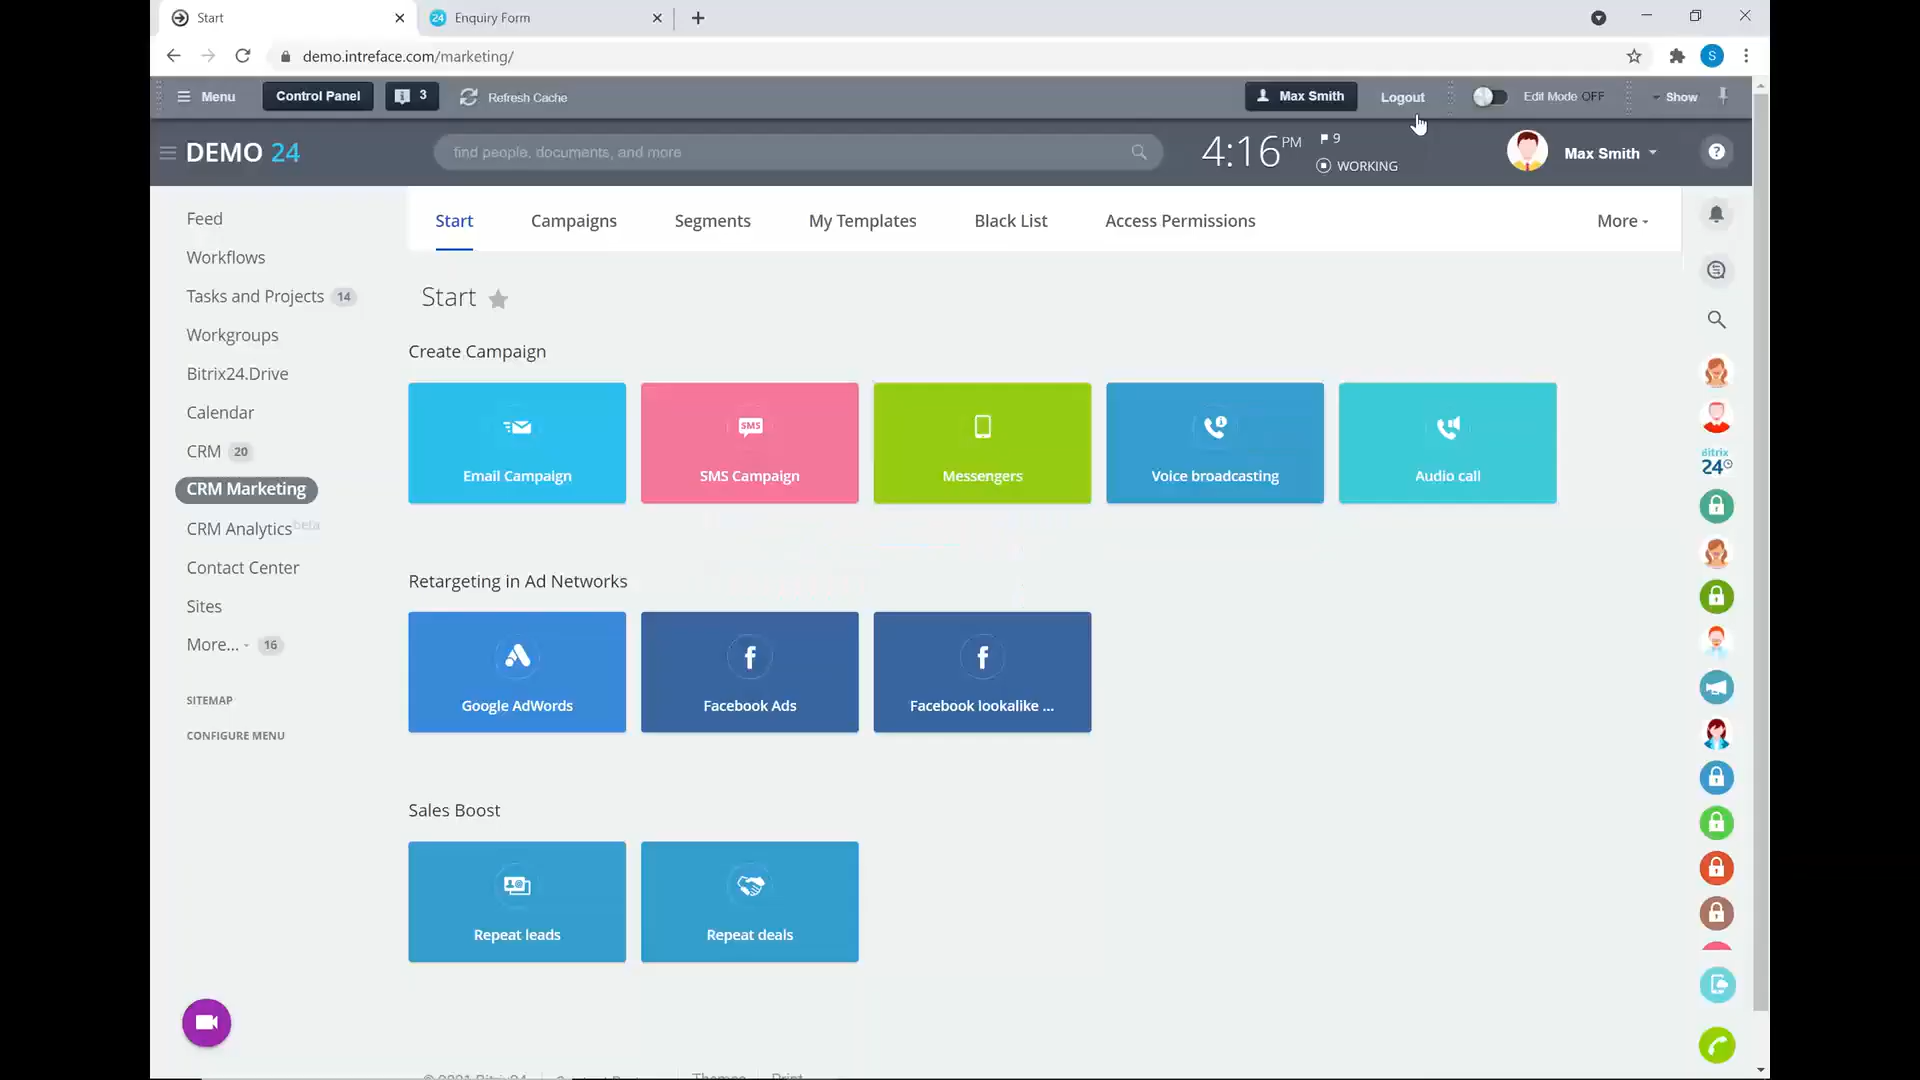 Start
24 Enquiry Form
demo.intreface.com/marketing/
S
Menu
Control Panel
3
Refresh Cache
Max Smith
Logout
Edit Mode OFF
Show
DEMO 24
find people, documents, and more
4:16 PM
9
WORKING
Max Smith
?
Feed
Workflows
Tasks and Projects 14
Workgroups
Bitrix24.Drive
Calendar
CRM 20
CRM Marketing
CRM Analytics beta
Contact Center
Sites
More... 16
SITEMAP
CONFIGURE MENU
Start
Campaigns
Segments
My Templates
Black List
Access Permissions
More
Start
Create Campaign
Email Campaign
SMS
SMS Campaign
Messengers
Voice broadcasting
Audio call
Retargeting in Ad Networks
Google AdWords
Facebook Ads
Facebook lookalike ...
Sales Boost
Repeat leads
Repeat deals
Bitrix
24
Bitrix24
Themes
Print